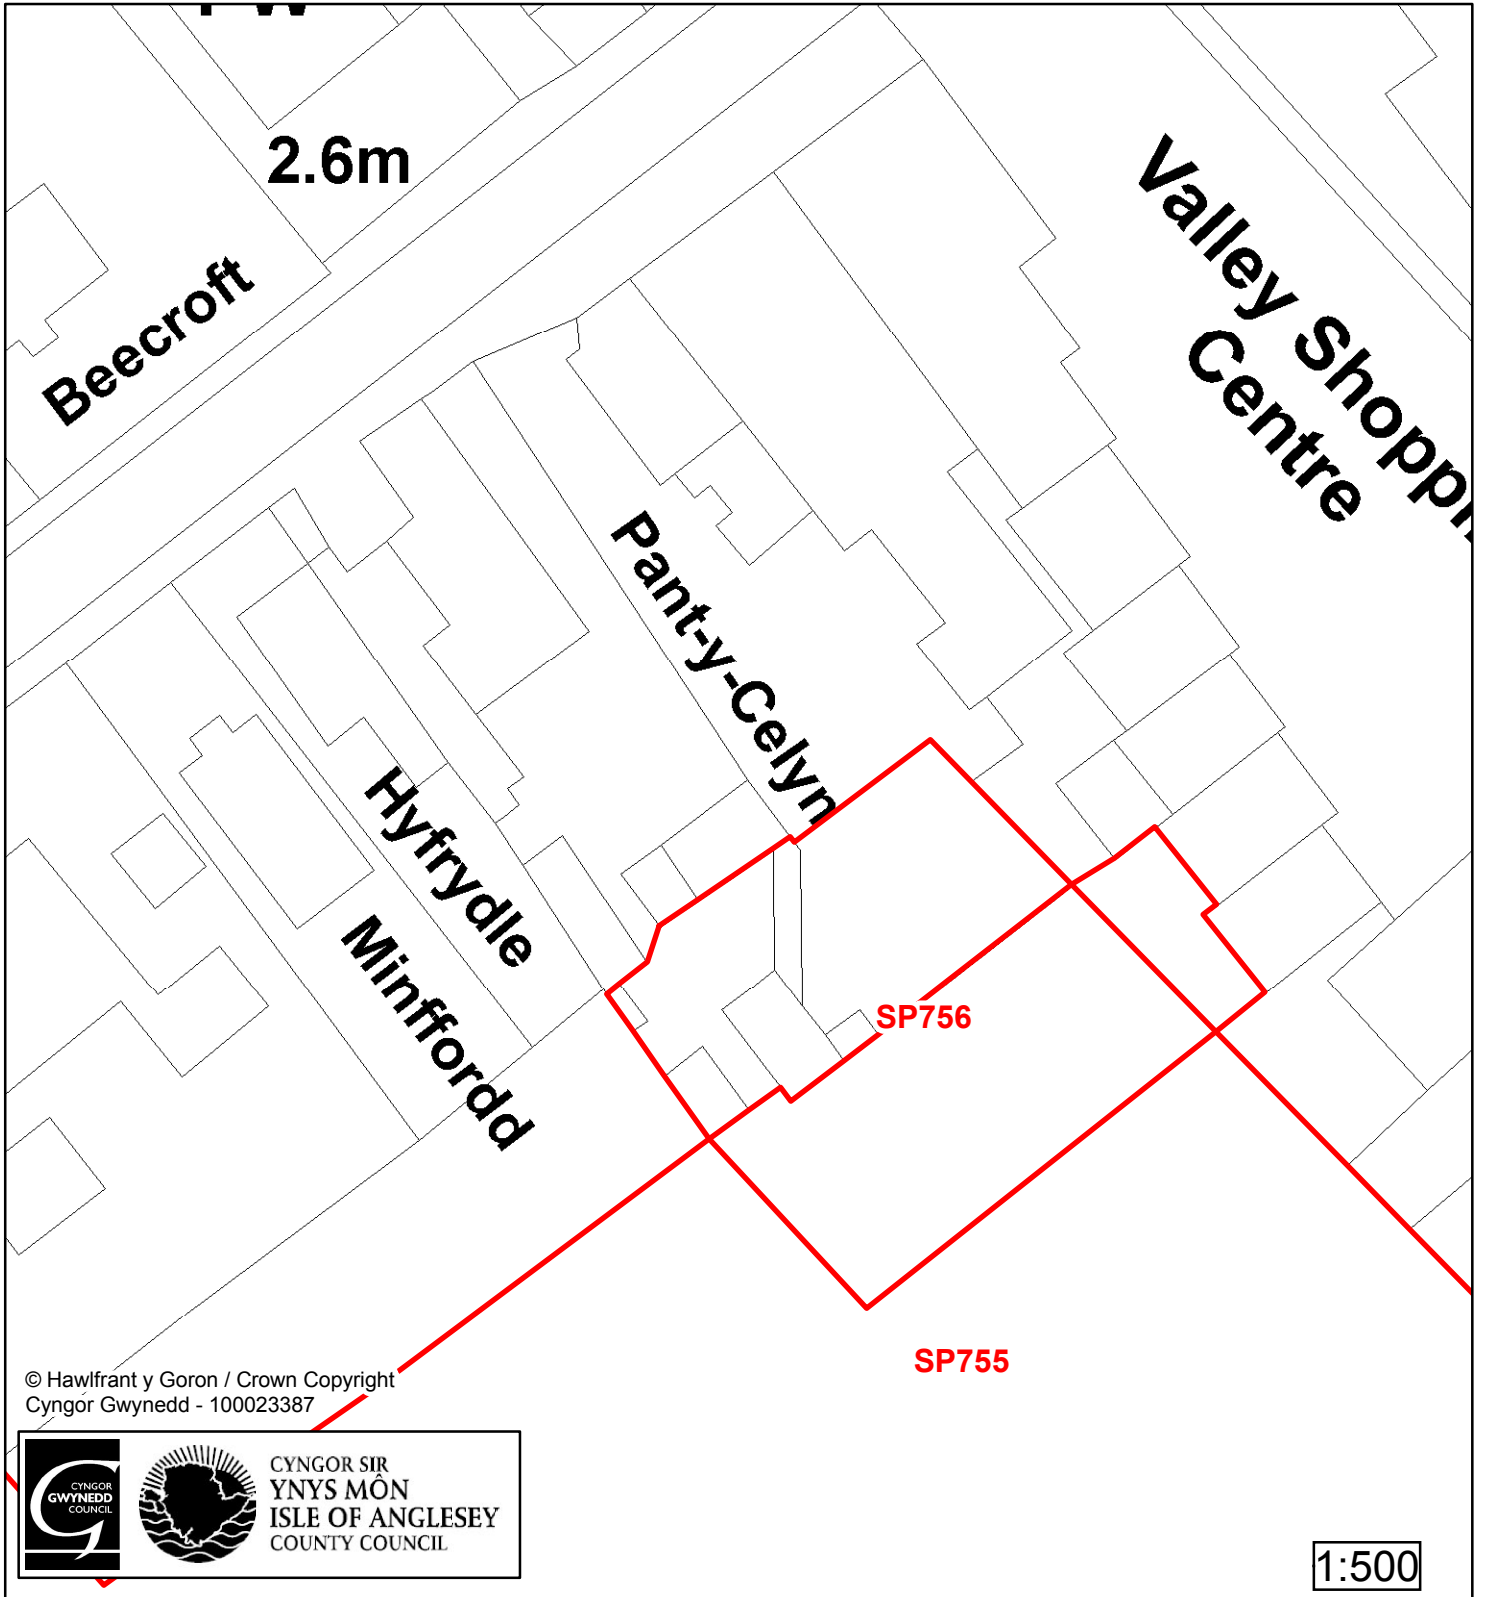 2.6m
Beecroft
Valley Shoppi
Centre
Pant-y-Celyn
Hyfrydle
Minffordd
SP756
SP755
© Hawlfrant y Goron / Crown Copyright
Cyngor Gwynedd - 100023387
CYNGOR
GWYNEDD
COUNCIL
CYNGOR SIR
YNYS MÔN
ISLE OF ANGLESEY
COUNTY COUNCIL
1:500